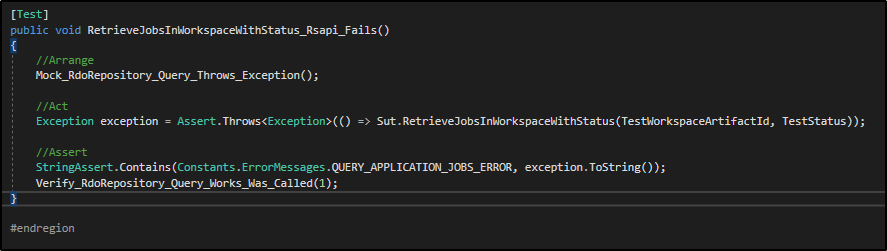 [Test]
public void RetrieveJobsInWorkspaceWithStatus_Rsapi_Fails()
{
//Arrange
Mock_RdoRepository_Query_Throws_Exception();
//Act
Exception exception = Assert.Throws<Exception>(() => Sut.RetrieveJobsInWorkspaceWithStatus(TestWorkspaceArtifactId, TestStatus));
//Assert
StringAssert.Contains(Constants.ErrorMessages.QUERY_APPLICATION_JOBS_ERROR, exception.ToString());
Verify_RdoRepository_Query_Works_Was_Called(1);
}
#endregion